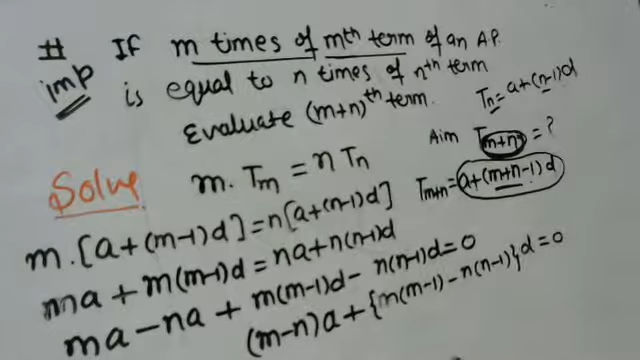 # If m times of mth term of an A.P.
imp is equal to n times of nth term
Evaluate (m+n)th term.
Tn = a+(n-1)d
Aim Tm+n = ?
Solve
m. Tm = n Tn
Tm+n = a+(m+n-1)d
m.[a+(m-1)d] = n[a+(n-1)d]
ma + m(m-1)d = na+n(n-1)d
ma - na + m(m-1)d - n(n-1)d = 0
(m-n)a + {m(m-1) - n(n-1)}d = 0